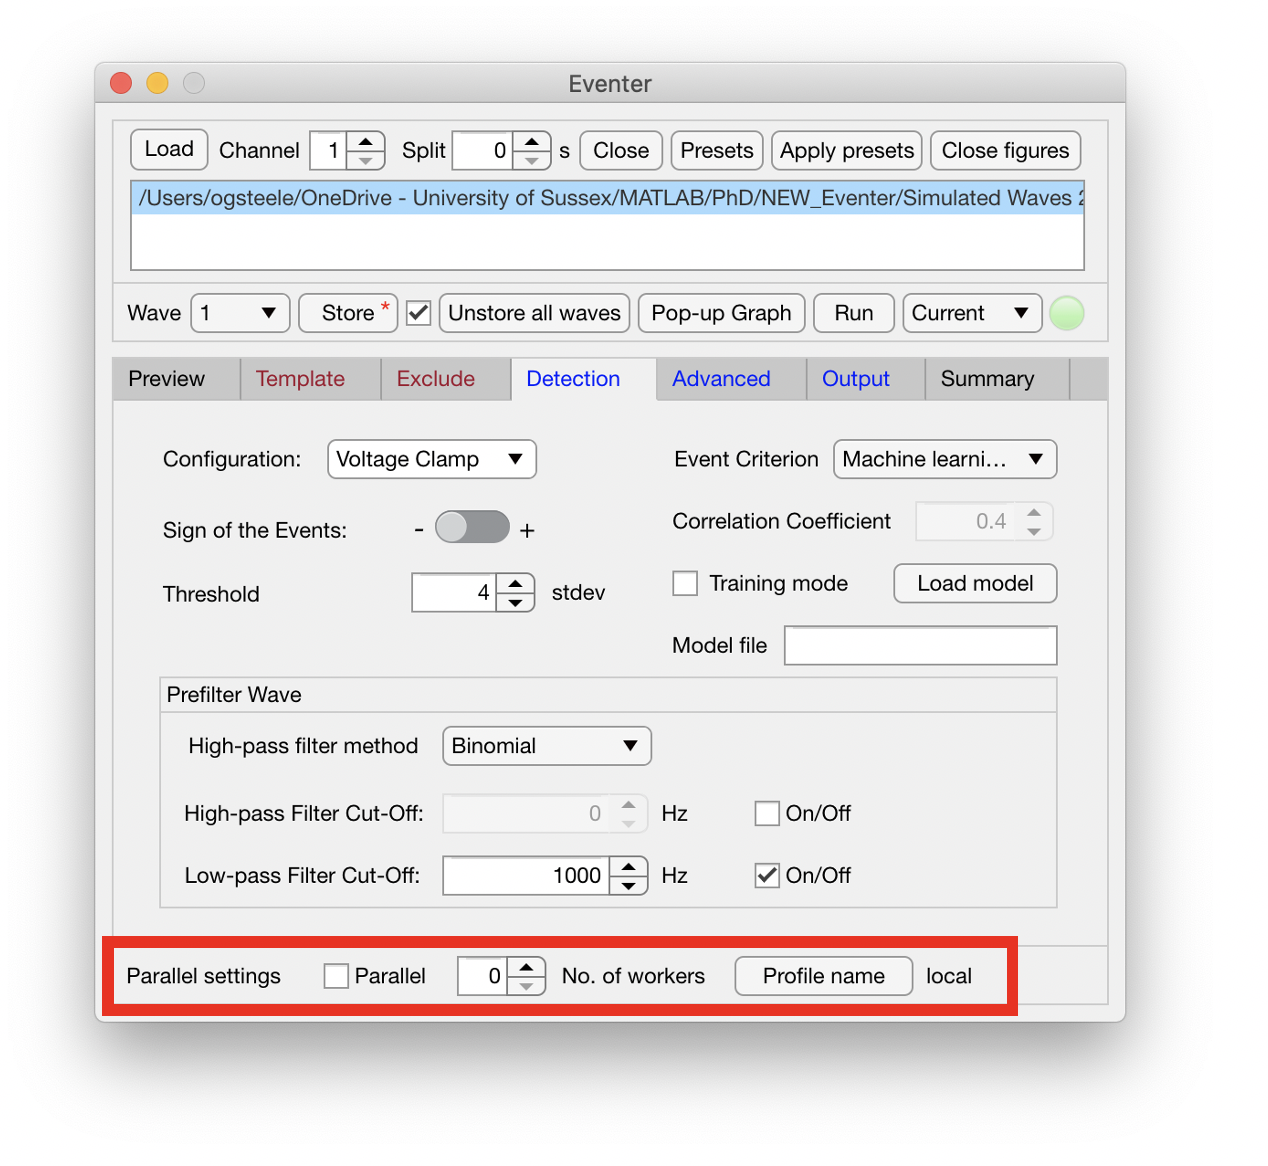 Eventer
Load Channel 1 Split 0 s Close Presets Apply presets Close figures
/Users/ogsteele/OneDrive - University of Sussex/MATLAB/PhD/NEW_Eventer/Simulated Waves
Wave 1 Store * Unstore all waves Pop-up Graph Run Current
Preview Template Exclude Detection Advanced Output Summary
Configuration: Voltage Clamp Event Criterion Machine learni...
Sign of the Events: - + Correlation Coefficient 0.4
Threshold 4 stdev Training mode Load model
Model file
Prefilter Wave
High-pass filter method Binomial
High-pass Filter Cut-Off: 0 Hz On/Off
Low-pass Filter Cut-Off: 1000 Hz On/Off
Parallel settings Parallel 0 No. of workers Profile name local